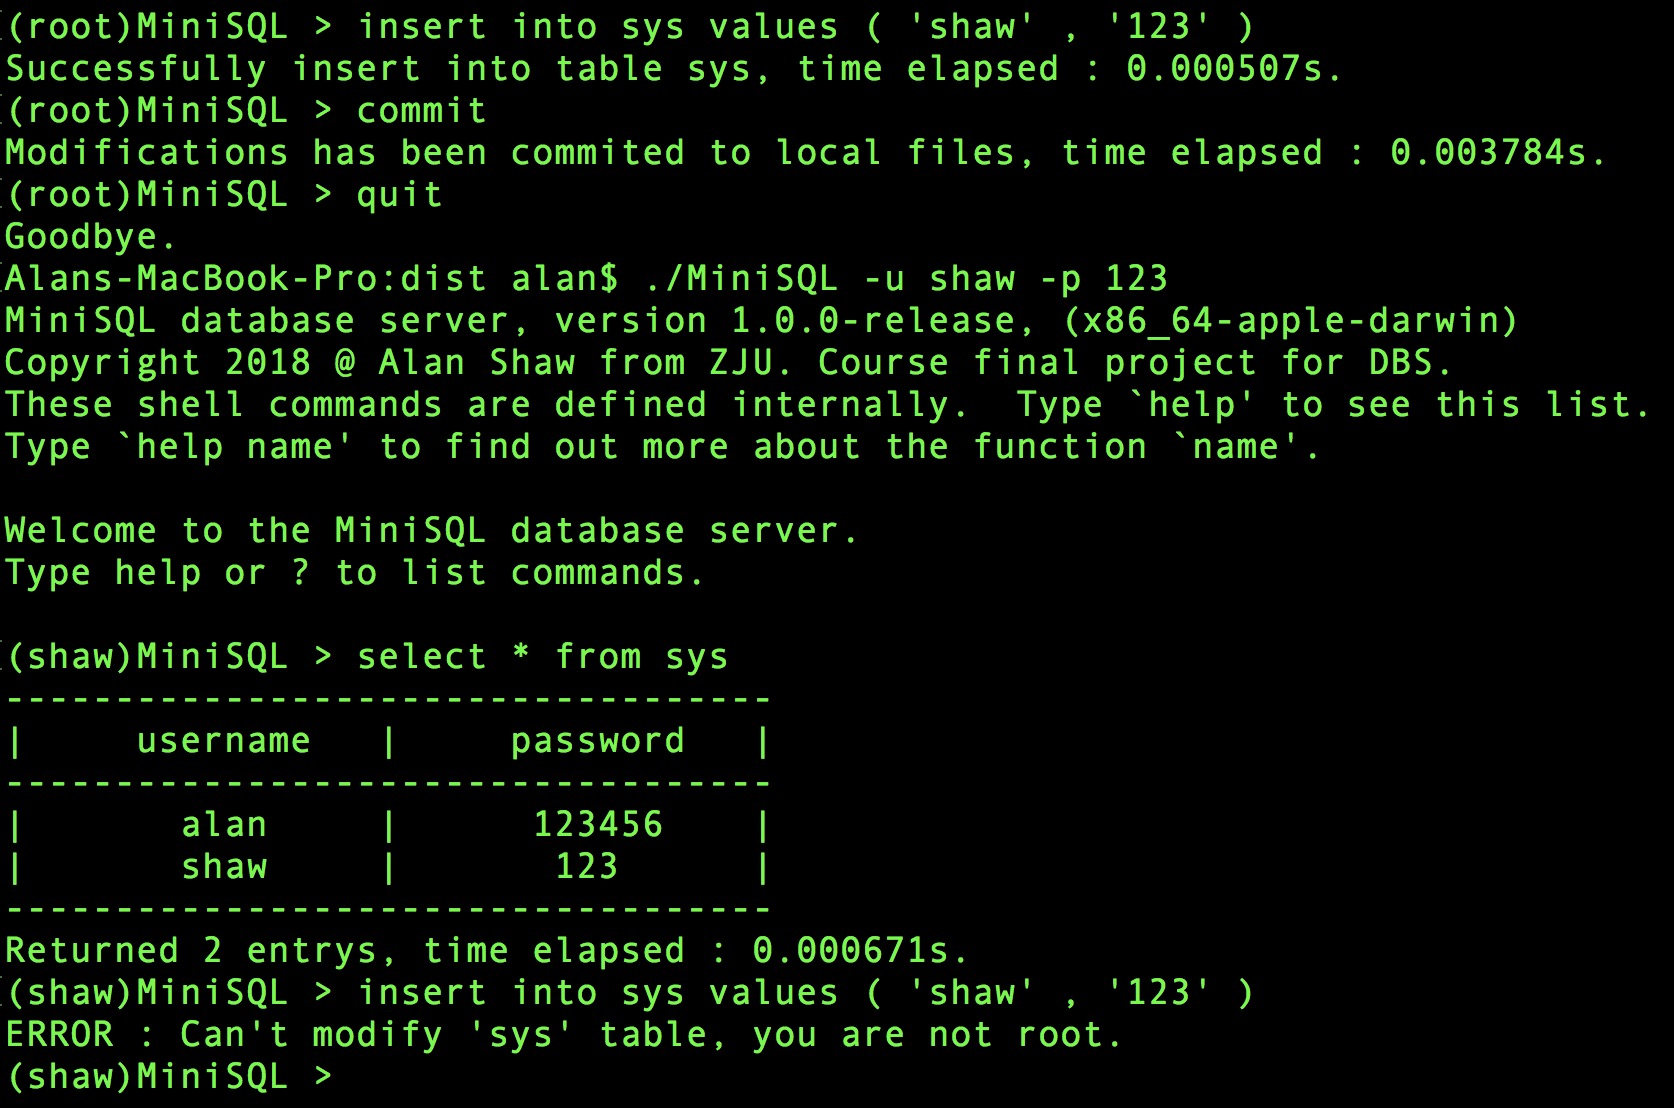 (root)MiniSQL > insert into sys values ( 'shaw' , '123' )
Successfully insert into table sys, time elapsed : 0.000507s.
(root)MiniSQL > commit
Modifications has been commited to local files, time elapsed : 0.003784s.
(root)MiniSQL > quit
Goodbye.
Alans-MacBook-Pro:dist alan$ ./MiniSQL -u shaw -p 123
MiniSQL database server, version 1.0.0-release, (x86_64-apple-darwin)
Copyright 2018 @ Alan Shaw from ZJU. Course final project for DBS.
These shell commands are defined internally.  Type `help' to see this list.
Type `help name' to find out more about the function `name'.

Welcome to the MiniSQL database server.
Type help or ? to list commands.

(shaw)MiniSQL > select * from sys
-----------------------------------
|     username   |     password   |
-----------------------------------
|       alan     |      123456    |
|       shaw     |       123      |
-----------------------------------
Returned 2 entrys, time elapsed : 0.000671s.
(shaw)MiniSQL > insert into sys values ( 'shaw' , '123' )
ERROR : Can't modify 'sys' table, you are not root.
(shaw)MiniSQL >